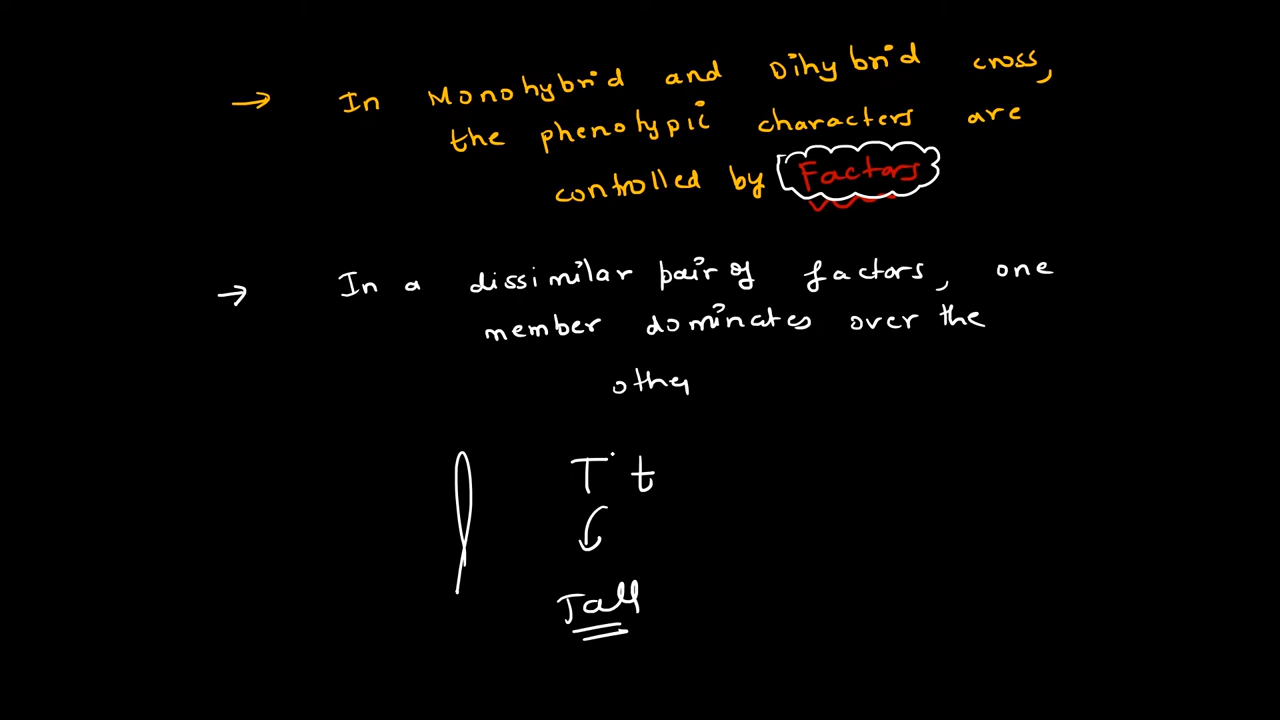 → In Monohybrid and Dihybrid cross,
the phenotypic characters are
controlled by Factors
→ In a dissimilar pair of factors, one
member dominates over the
other
T t
Tall